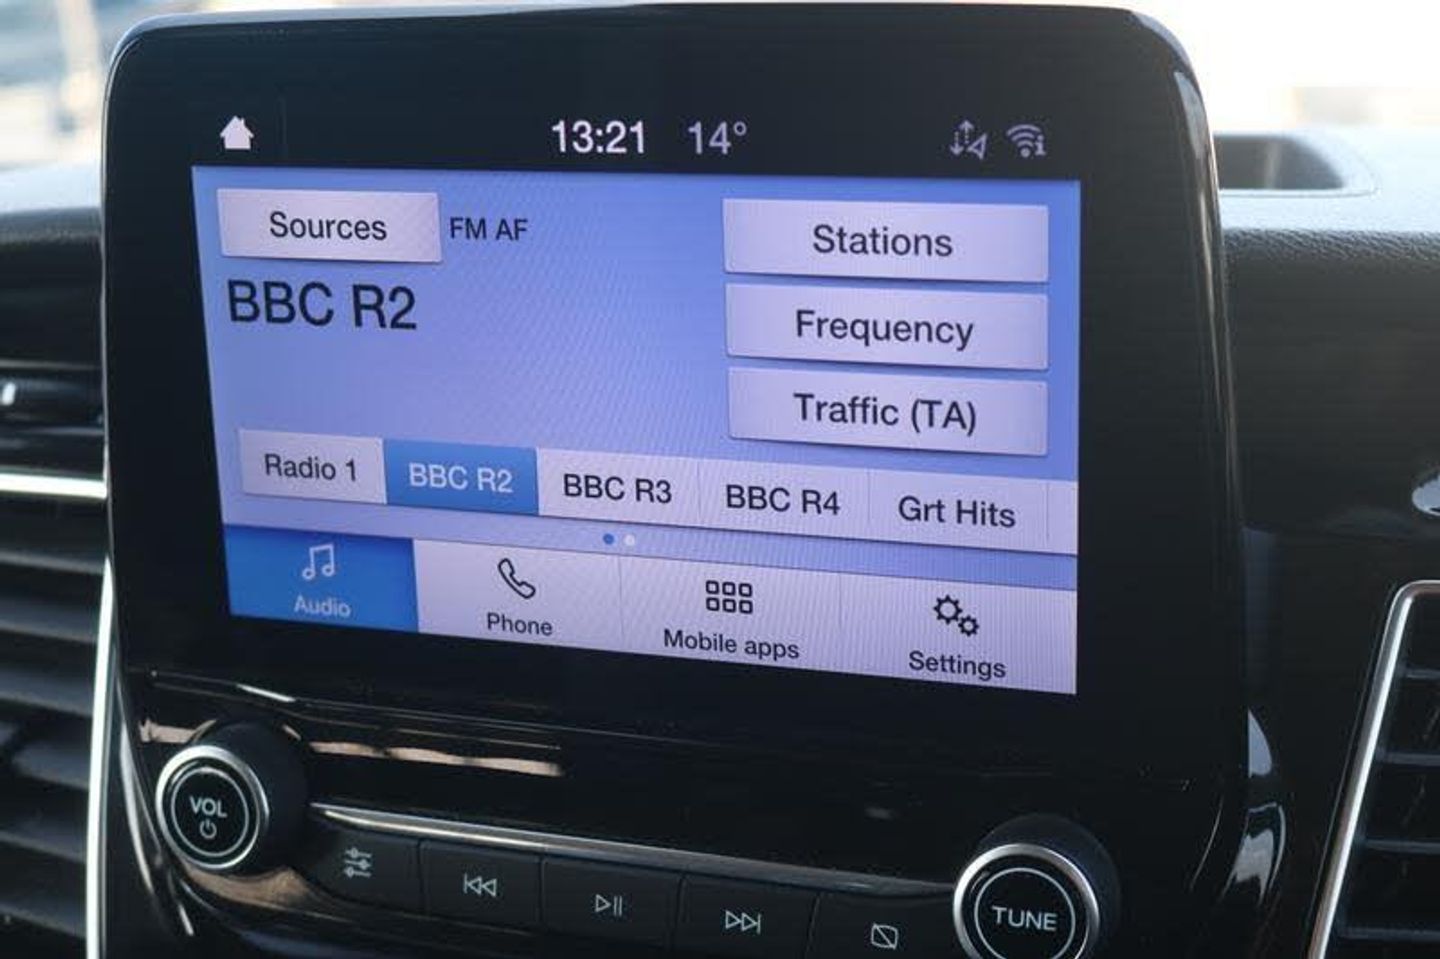 13:21 14°
Sources FM AF
Stations
BBC R2
Frequency
Traffic (TA)
Radio 1 BBC R2 BBC R3 BBC R4 Grt Hits
Audio Phone Mobile apps Settings
VOL
TUNE